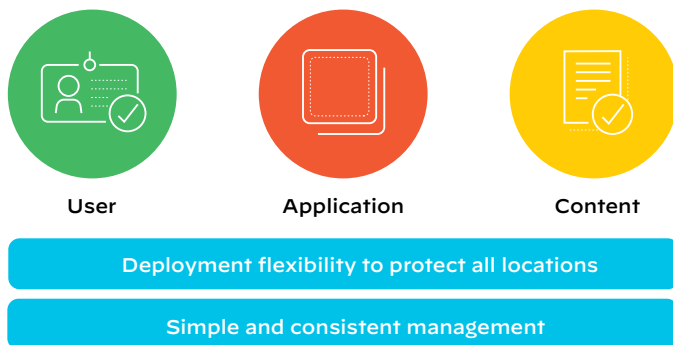 User
Application
Content
Deployment flexibility to protect all locations
Simple and consistent management